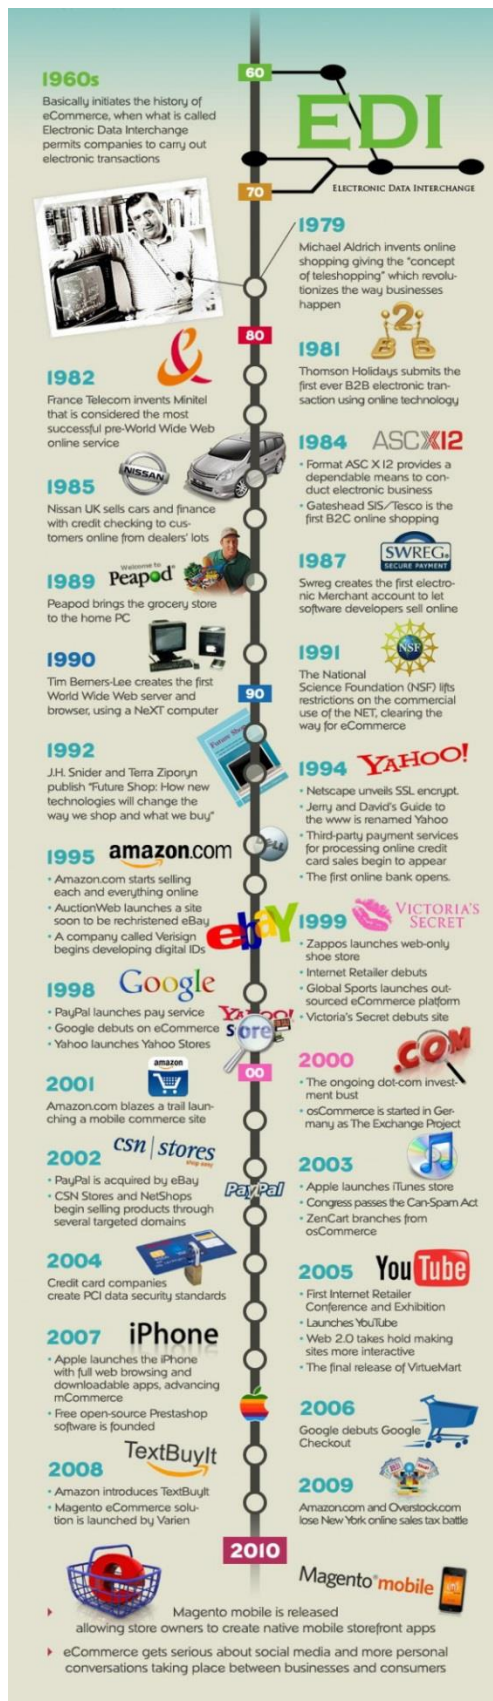 60
1960s
Basically initiates the history of
eCommerce, when what is called
Electronic Data Interchange
permits companies to carry out
electronic transactions
EDI
ELECTRONIC DATA INTERCHANGE
70
1979
Michael Aldrich invents online
shopping giving the "concept
of teleshopping" which revolu-
tionizes the way businesses
happen
80
1981
B2B
Thomson Holidays submits the
first ever B2B electronic tran-
saction using online technology
1982
France Telecom invents Minitel
that is considered the most
successful pre-World Wide Web
online service
1984
ASCX12
• Format ASC X12 provides a
dependable means to con-
duct electronic business
• Gateshead SIS/Tesco is the
first B2C online shopping
1985
NISSAN
Nissan UK sells cars and finance
with credit checking to cus-
tomers online from dealers' lots
1987
SWREG
SECURE PAYMENT
Swreg creates the first electro-
nic Merchant account to let
software developers sell online
1989
Welcome to
Peapod
Peapod brings the grocery store
to the home PC
1990
Tim Berners-Lee creates the first
World Wide Web server and
browser, using a NeXT computer
90
1991
NSF
The National
Science Foundation (NSF) lifts
restrictions on the commercial
use of the NET, clearing the
way for eCommerce
1992
Future Shop
J.H. Snider and Terra Ziporyn
publish "Future Shop: How new
technologies will change the
way we shop and what we buy"
1994
YAHOO!
• Netscape unveils SSL encrypt.
• Jerry and David's Guide to
the www is renamed Yahoo
• Third-party payment services
for processing online credit
card sales begin to appear
• The first online bank opens.
1995
amazon.com
DELL
• Amazon.com starts selling
each and everything online
• AuctionWeb launches a site
soon to be rechristened eBay
• A company called Verisign
begins developing digital IDs
ebaY
1999
VICTORIA'S
SECRET
• Zappos launches web-only
shoe store
• Internet Retailer debuts
• Global Sports launches out-
sourced eCommerce platform
• Victoria's Secret debuts site
1998
Google
• PayPal launches pay service
• Google debuts on eCommerce
• Yahoo launches Yahoo Stores
YAHOO!
Store
00
2000
.COM
• The ongoing dot-com invest-
ment bust
• osCommerce is started in Ger-
many as The Exchange Project
2001
amazon
Amazon.com blazes a trail laun-
ching a mobile commerce site
2002
csn | stores
shop easy
• PayPal is acquired by eBay
• CSN Stores and NetShops
begin selling products through
several targeted domains
PayPal
2003
• Apple launches iTunes store
• Congress passes the Can-Spam Act
• ZenCart branches from
osCommerce
2004
Credit card companies
create PCI data security standards
2005
YouTube
• First Internet Retailer
Conference and Exhibition
• Launches YouTube
• Web 2.0 takes hold making
sites more interactive
• The final release of VirtueMart
2007
iPhone
• Apple launches the iPhone
with full web browsing and
downloadable apps, advancing
mCommerce
• Free open-source Prestashop
software is founded
2006
Google debuts Google
Checkout
2008
TextBuyIt
• Amazon introduces TextBuyIt
• Magento eCommerce solu-
tion is launched by Varien
2009
Amazon.com and Overstock.com
lose New York online sales tax battle
2010
Magento mobile
Magento mobile is released
allowing store owners to create native mobile storefront apps
eCommerce gets serious about social media and more personal
conversations taking place between businesses and consumers